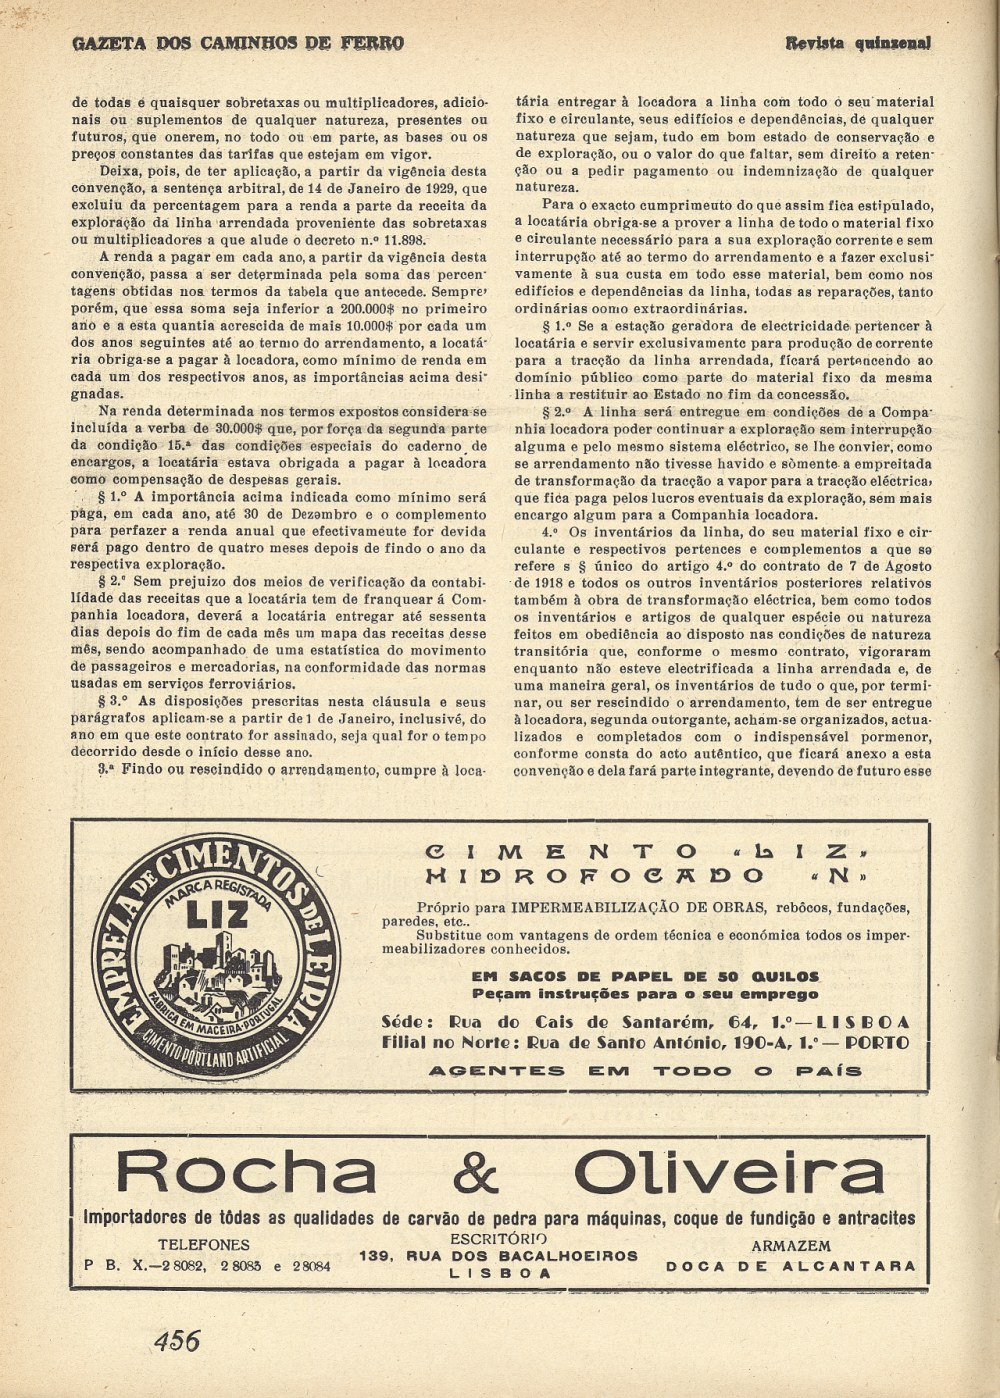 GAZETA DOS CAMINHOS DE FERRO
Revista quinzenal
de todas e quaisquer sobretaxas ou multiplicadores, adicio-
nais ou suplementos de qualquer natureza, presentes ou
futuros, que onerem, no todo ou em parte, as bases ou os
preços constantes das tarifas que estejam em vigor.
Deixa, pois, de ter aplicação, a partir da vigência desta
convenção, a sentença arbitral, de 14 de Janeiro de 1929, que
excluiu da percentagem para a renda a parte da receita da
exploração da linha arrendada proveniente das sobretaxas
ou multiplicadores a que alude o decreto n.º 11.898.
A renda a pagar em cada ano, a partir da vigência desta
convenção, passa a ser determinada pela soma das percen-
tagens obtidas nos termos da tabela que antecede. Sempre,
porém, que essa soma seja inferior a 200.000$ no primeiro
ano e a esta quantia acrescida de mais 10.000$ por cada um
dos anos seguintes até ao termo do arrendamento, a locatá-
ria obriga-se a pagar à locadora, como mínimo de renda em
cada um dos respectivos anos, as importâncias acima desi-
gnadas.
Na renda determinada nos termos expostos considera-se
incluída a verba de 30.000$ que, por força da segunda parte
da condição 15.ª das condições especiais do caderno de
encargos, a locatária estava obrigada a pagar à locadora
como compensação de despesas gerais.
§ 1.º A importância acima indicada como mínimo será
paga, em cada ano, até 30 de Dezembro e o complemento
para perfazer a renda anual que efectivamente for devida
será pago dentro de quatro meses depois de findo o ano da
respectiva exploração.
§ 2.º Sem prejuizo dos meios de verificação da contabi-
lidade das receitas que a locatária tem de franquear á Com-
panhia locadora, deverá a locatária entregar até sessenta
dias depois do fim de cada mês um mapa das receitas desse
mês, sendo acompanhado de uma estatística do movimento
de passageiros e mercadorias, na conformidade das normas
usadas em serviços ferroviários.
§ 3.º As disposições prescritas nesta cláusula e seus
parágrafos aplicam-se a partir de 1 de Janeiro, inclusivé, do
ano em que este contrato for assinado, seja qual for o tempo
decorrido desde o início desse ano.
3.ª Findo ou rescindido o arrendamento, cumpre à loca-
tária entregar à locadora a linha com todo o seu material
fixo e circulante, seus edifícios e dependências, de qualquer
natureza que sejam, tudo em bom estado de conservação e
de exploração, ou o valor do que faltar, sem direito a reten-
ção ou a pedir pagamento ou indemnização de qualquer
natureza.
Para o exacto cumprimento do que assim fica estipulado,
a locatária obriga-se a prover a linha de todo o material fixo
e circulante necessário para a sua exploração corrente e sem
interrupção até ao termo do arrendamento e a fazer exclusi-
vamente à sua custa em todo esse material, bem como nos
edifícios e dependências da linha, todas as reparações, tanto
ordinárias oomo extraordinárias.
§ 1.º Se a estação geradora de electricidade pertencer à
locatária e servir exclusivamente para produção de corrente
para a tracção da linha arrendada, ficará pertencendo ao
domínio público como parte do material fixo da mesma
linha a restituir ao Estado no fim da concessão.
§ 2.º A linha será entregue em condições de a Compa-
nhia locadora poder continuar a exploração sem interrupção
alguma e pelo mesmo sistema eléctrico, se lhe convier, como
se arrendamento não tivesse havido e sòmente a empreitada
de transformação da tracção a vapor para a tracção eléctrica,
que fica paga pelos lucros eventuais da exploração, sem mais
encargo algum para a Companhia locadora.
4.º Os inventários da linha, do seu material fixo e cir-
culante e respectivos pertences e complementos a que se
refere s § único do artigo 4.º do contrato de 7 de Agosto
de 1918 e todos os outros inventários posteriores relativos
também à obra de transformação eléctrica, bem como todos
os inventários e artigos de qualquer espécie ou natureza
feitos em obediência ao disposto nas condições de natureza
transitória que, conforme o mesmo contrato, vigoraram
enquanto não esteve electrificada a linha arrendada e, de
uma maneira geral, os inventários de tudo o que, por termi-
nar, ou ser rescindido o arrendamento, tem de ser entregue
à locadora, segunda outorgante, acham-se organizados, actua-
lizados e completados com o indispensável pormenor,
conforme consta do acto autêntico, que ficará anexo a esta
convenção e dela fará parte integrante, devendo de futuro esse
EMPREZA DE CIMENTOS DE LEIRIA
MARCA REGISTADA
LIZ
FABRICA EM MACEIRA-PORTUGAL
CIMENTO PORTLAND ARTIFICIAL
CIMENTO «LIZ»
HIDROFOCADO «N»
Próprio para IMPERMEABILIZAÇÃO DE OBRAS, rebôcos, fundações,
paredes, etc..
Substitue com vantagens de ordem técnica e económica todos os imper-
meabilizadores conhecidos.
EM SACOS DE PAPEL DE 50 QUILOS
Peçam instruções para o seu emprego
Séde: Rua do Cais de Santarém, 64, 1.º — LISBOA
Filial no Norte: Rua de Santo António, 190-A, 1.º — PORTO
AGENTES EM TODO O PAÍS
Rocha & Oliveira
Importadores de tôdas as qualidades de carvão de pedra para máquinas, coque de fundição e antracites
TELEFONES
P B. X.—2 8082, 2 8083 e 2 8084
ESCRITÓRIO
139, RUA DOS BACALHOEIROS
LISBOA
ARMAZEM
DOCA DE ALCANTARA
456